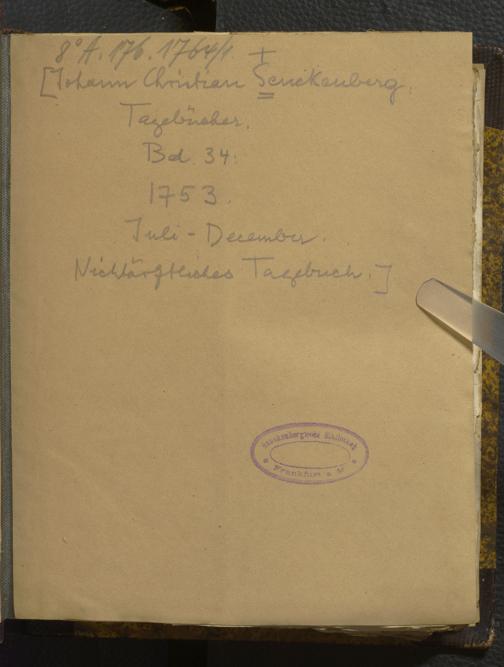 8° A. 176. 1764/1 +
[Johann Christian Senckenberg.
Tagebücher.
Bd. 34:
1753.
Juli - December.
Nichtärztliches Tagebuch.]
Senckenbergische Bibliothek
* Frankfurt a. M. *